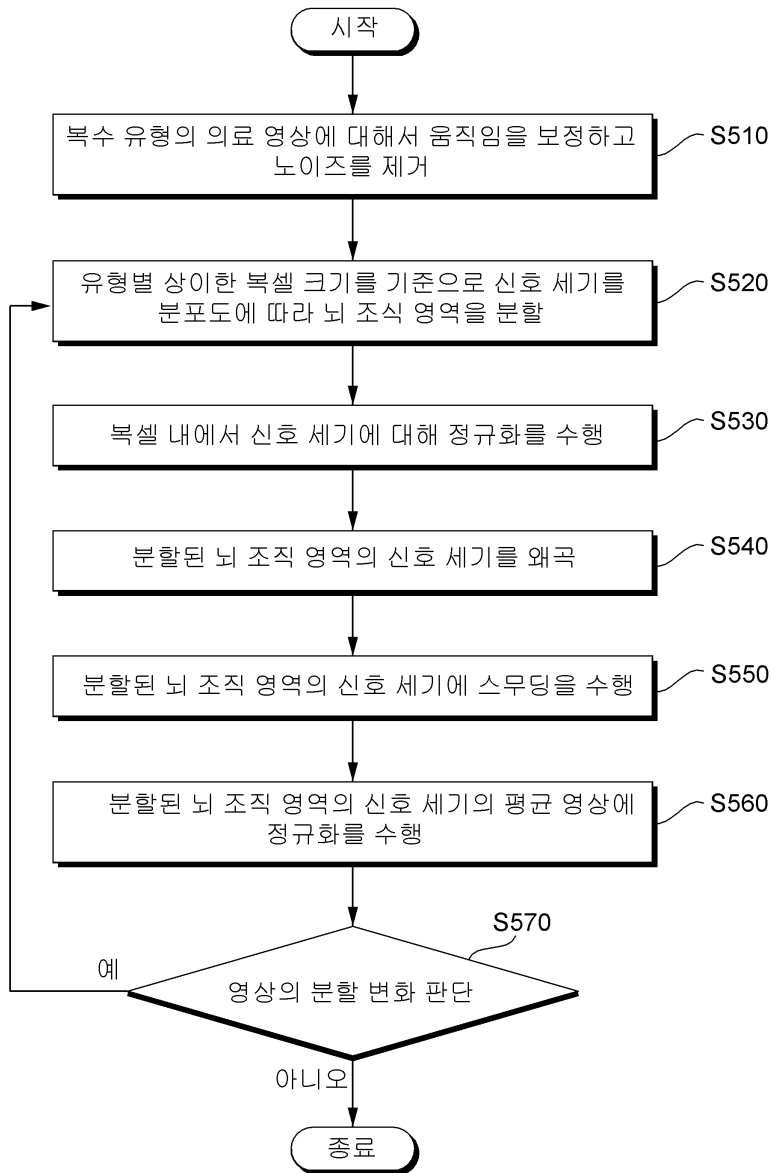 시작
복수 유형의 의료 영상에 대해서 움직임을 보정하고
노이즈를 제거
S510
유형별 상이한 복셀 크기를 기준으로 신호 세기를
분포도에 따라 뇌 조식 영역을 분할
S520
복셀 내에서 신호 세기에 대해 정규화를 수행
S530
분할된 뇌 조직 영역의 신호 세기를 왜곡
S540
분할된 뇌 조직 영역의 신호 세기에 스무딩을 수행
S550
분할된 뇌 조직 영역의 신호 세기의 평균 영상에
정규화를 수행
S560
S570
예
영상의 분할 변화 판단
아니오
종료